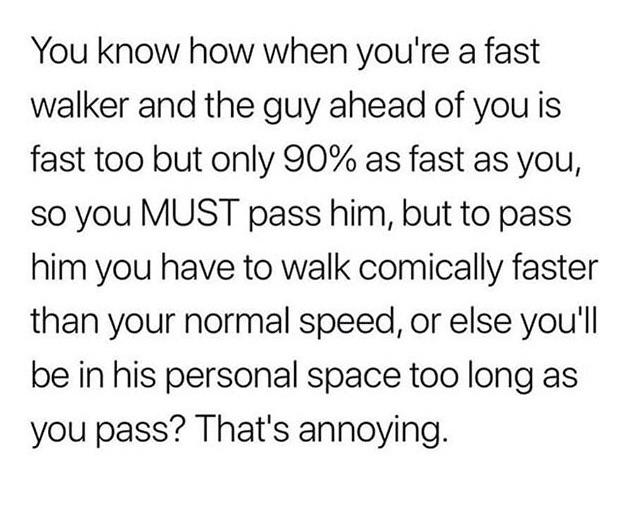 You know how when you're a fast
walker and the guy ahead of you is
fast too but only 90% as fast as you,
so you MUST pass him, but to pass
him you have to walk comically faster
than your normal speed, or else you'll
be in his personal space too long as
you pass? That's annoying.